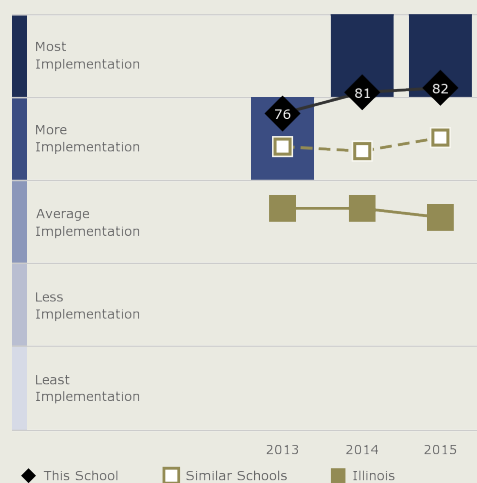 Most
Implementation
81
82
76
More
Implementation
Average
Implementation
Less
Implementation
Least
Implementation
2013 2014 2015
This School Similar Schools Illinois